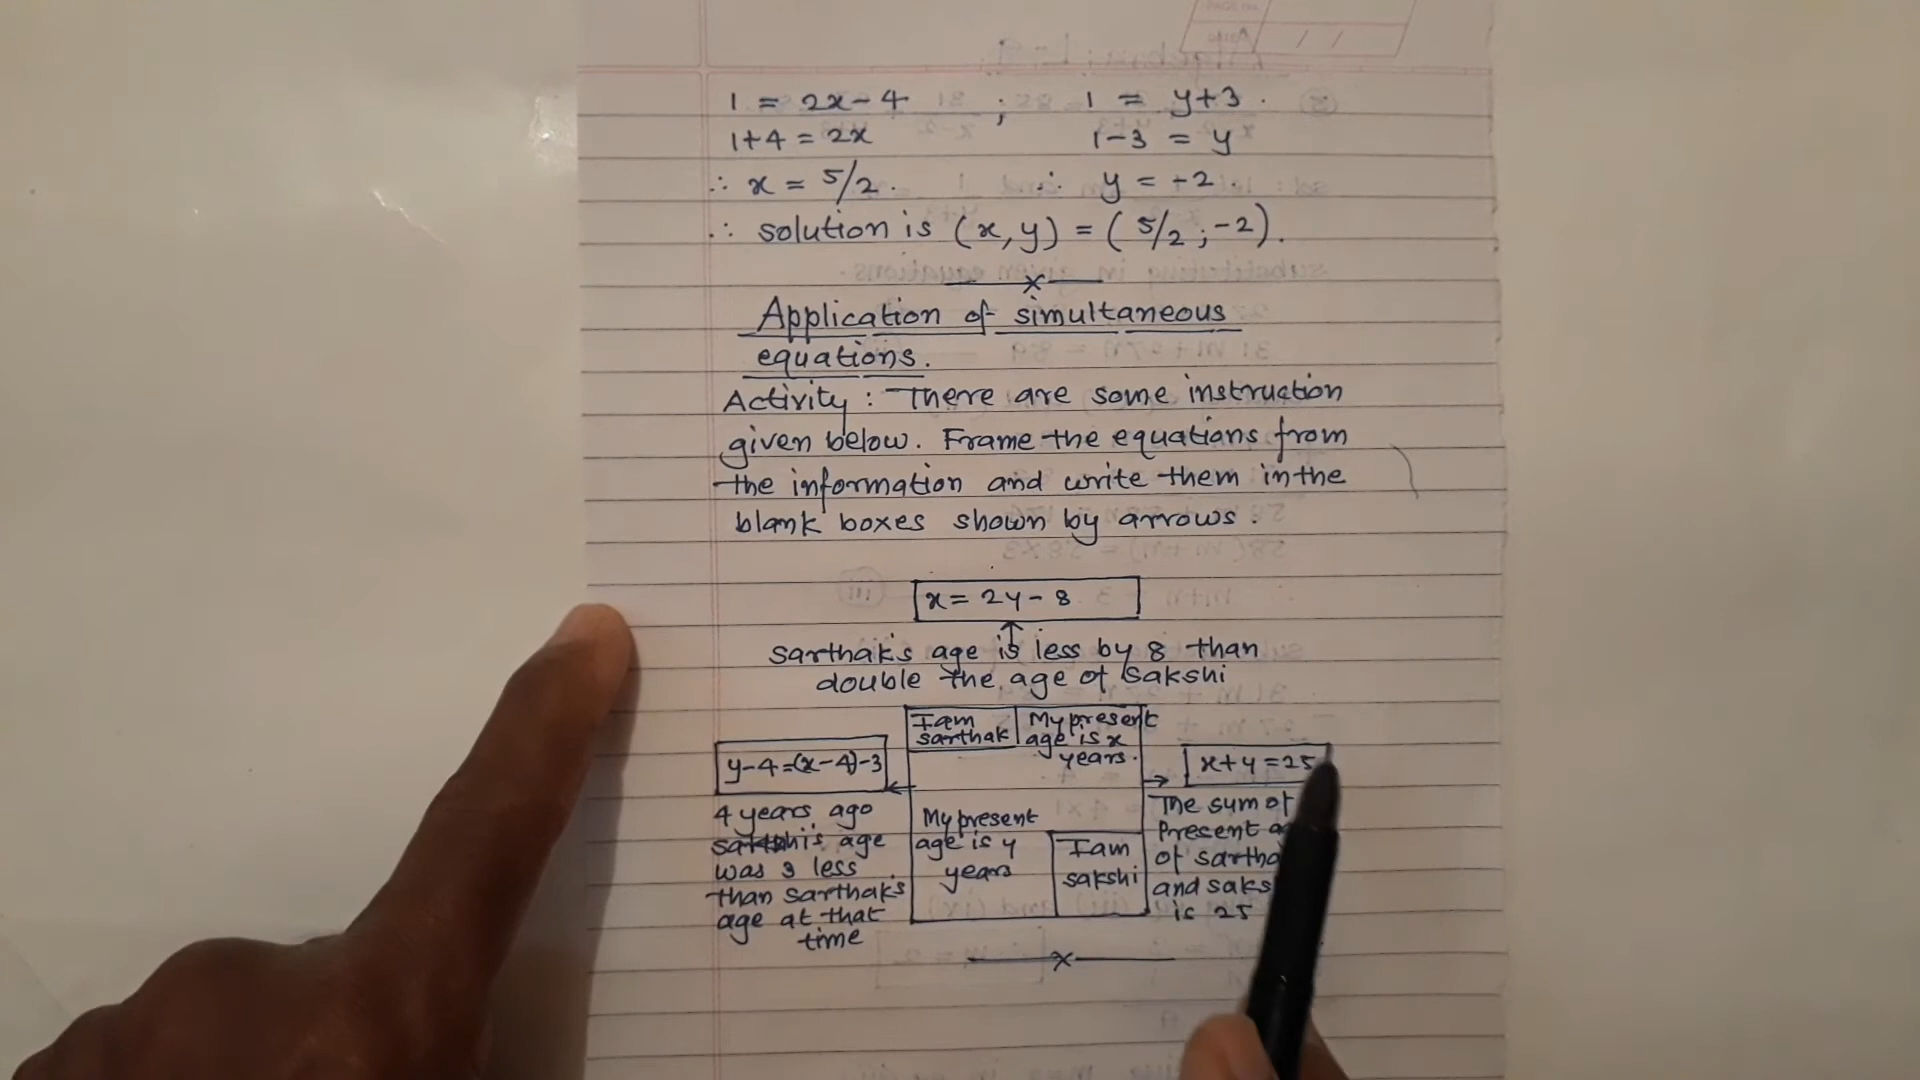 1 = 2x - 4 ; 1 = y+3.
1+4 = 2x 1-3 = y
∴ x = 5/2. ∴ y = -2.
∴ solution is (x, y) = (5/2, -2).
Application of simultaneous
equations.
Activity : There are some instruction
given below. Frame the equations from
the information and write them in the
blank boxes shown by arrows.
x = 2y - 8
sarthak's age is less by 8 than
double the age of sakshi
I am
sarthak
My present
age is x
years.
y-4=(x-4)-3
x+y=25
4 years ago
age
was 3 less
than sarthak's
age at that
time
My present
age is y
years
I am
sakshi
The sum of
Present
of
and
is 25